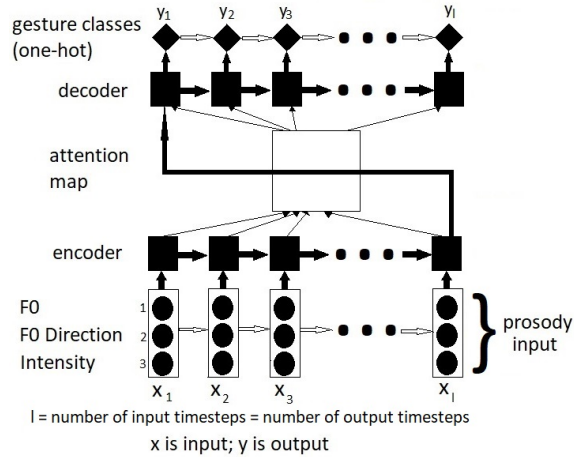 y1 y2 y3 yl
gesture classes
(one-hot)
decoder
attention
map
encoder
F0 1
F0 Direction 2
Intensity 3
prosody
input
x1 x2 x3 xl
l = number of input timesteps = number of output timesteps
x is input; y is output